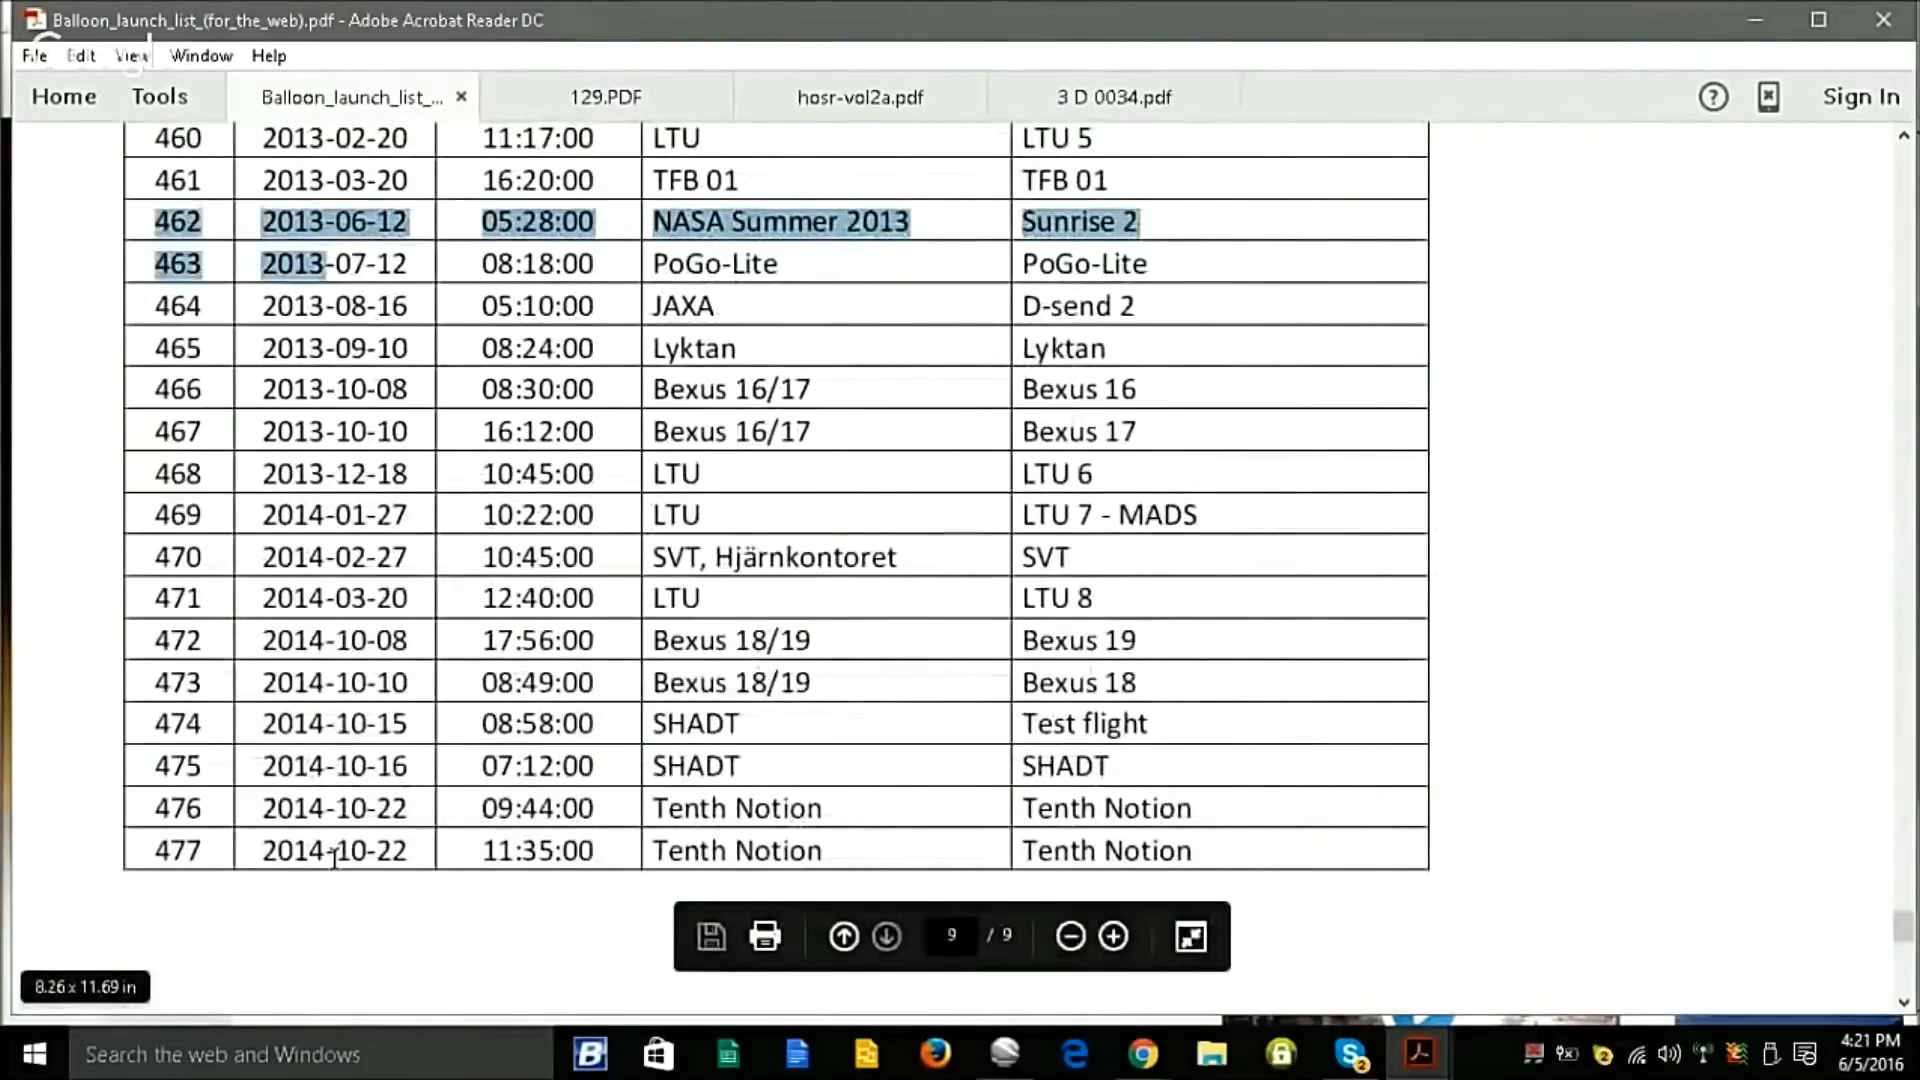 Balloon_launch_list_(for_the_web).pdf - Adobe Acrobat Reader DC
File Edit View Window Help
Home Tools Balloon_launch_list_... × 129.PDF hosr-vol2a.pdf 3 D 0034.pdf ? Sign In
460 2013-02-20 11:17:00 LTU LTU 5
461 2013-03-20 16:20:00 TFB 01 TFB 01
462 2013-06-12 05:28:00 NASA Summer 2013 Sunrise 2
463 2013-07-12 08:18:00 PoGo-Lite PoGo-Lite
464 2013-08-16 05:10:00 JAXA D-send 2
465 2013-09-10 08:24:00 Lyktan Lyktan
466 2013-10-08 08:30:00 Bexus 16/17 Bexus 16
467 2013-10-10 16:12:00 Bexus 16/17 Bexus 17
468 2013-12-18 10:45:00 LTU LTU 6
469 2014-01-27 10:22:00 LTU LTU 7 - MADS
470 2014-02-27 10:45:00 SVT, Hjärnkontoret SVT
471 2014-03-20 12:40:00 LTU LTU 8
472 2014-10-08 17:56:00 Bexus 18/19 Bexus 19
473 2014-10-10 08:49:00 Bexus 18/19 Bexus 18
474 2014-10-15 08:58:00 SHADT Test flight
475 2014-10-16 07:12:00 SHADT SHADT
476 2014-10-22 09:44:00 Tenth Notion Tenth Notion
477 2014-10-22 11:35:00 Tenth Notion Tenth Notion
9 / 9
8.26 x 11.69 in
Search the web and Windows
4:21 PM
6/5/2016